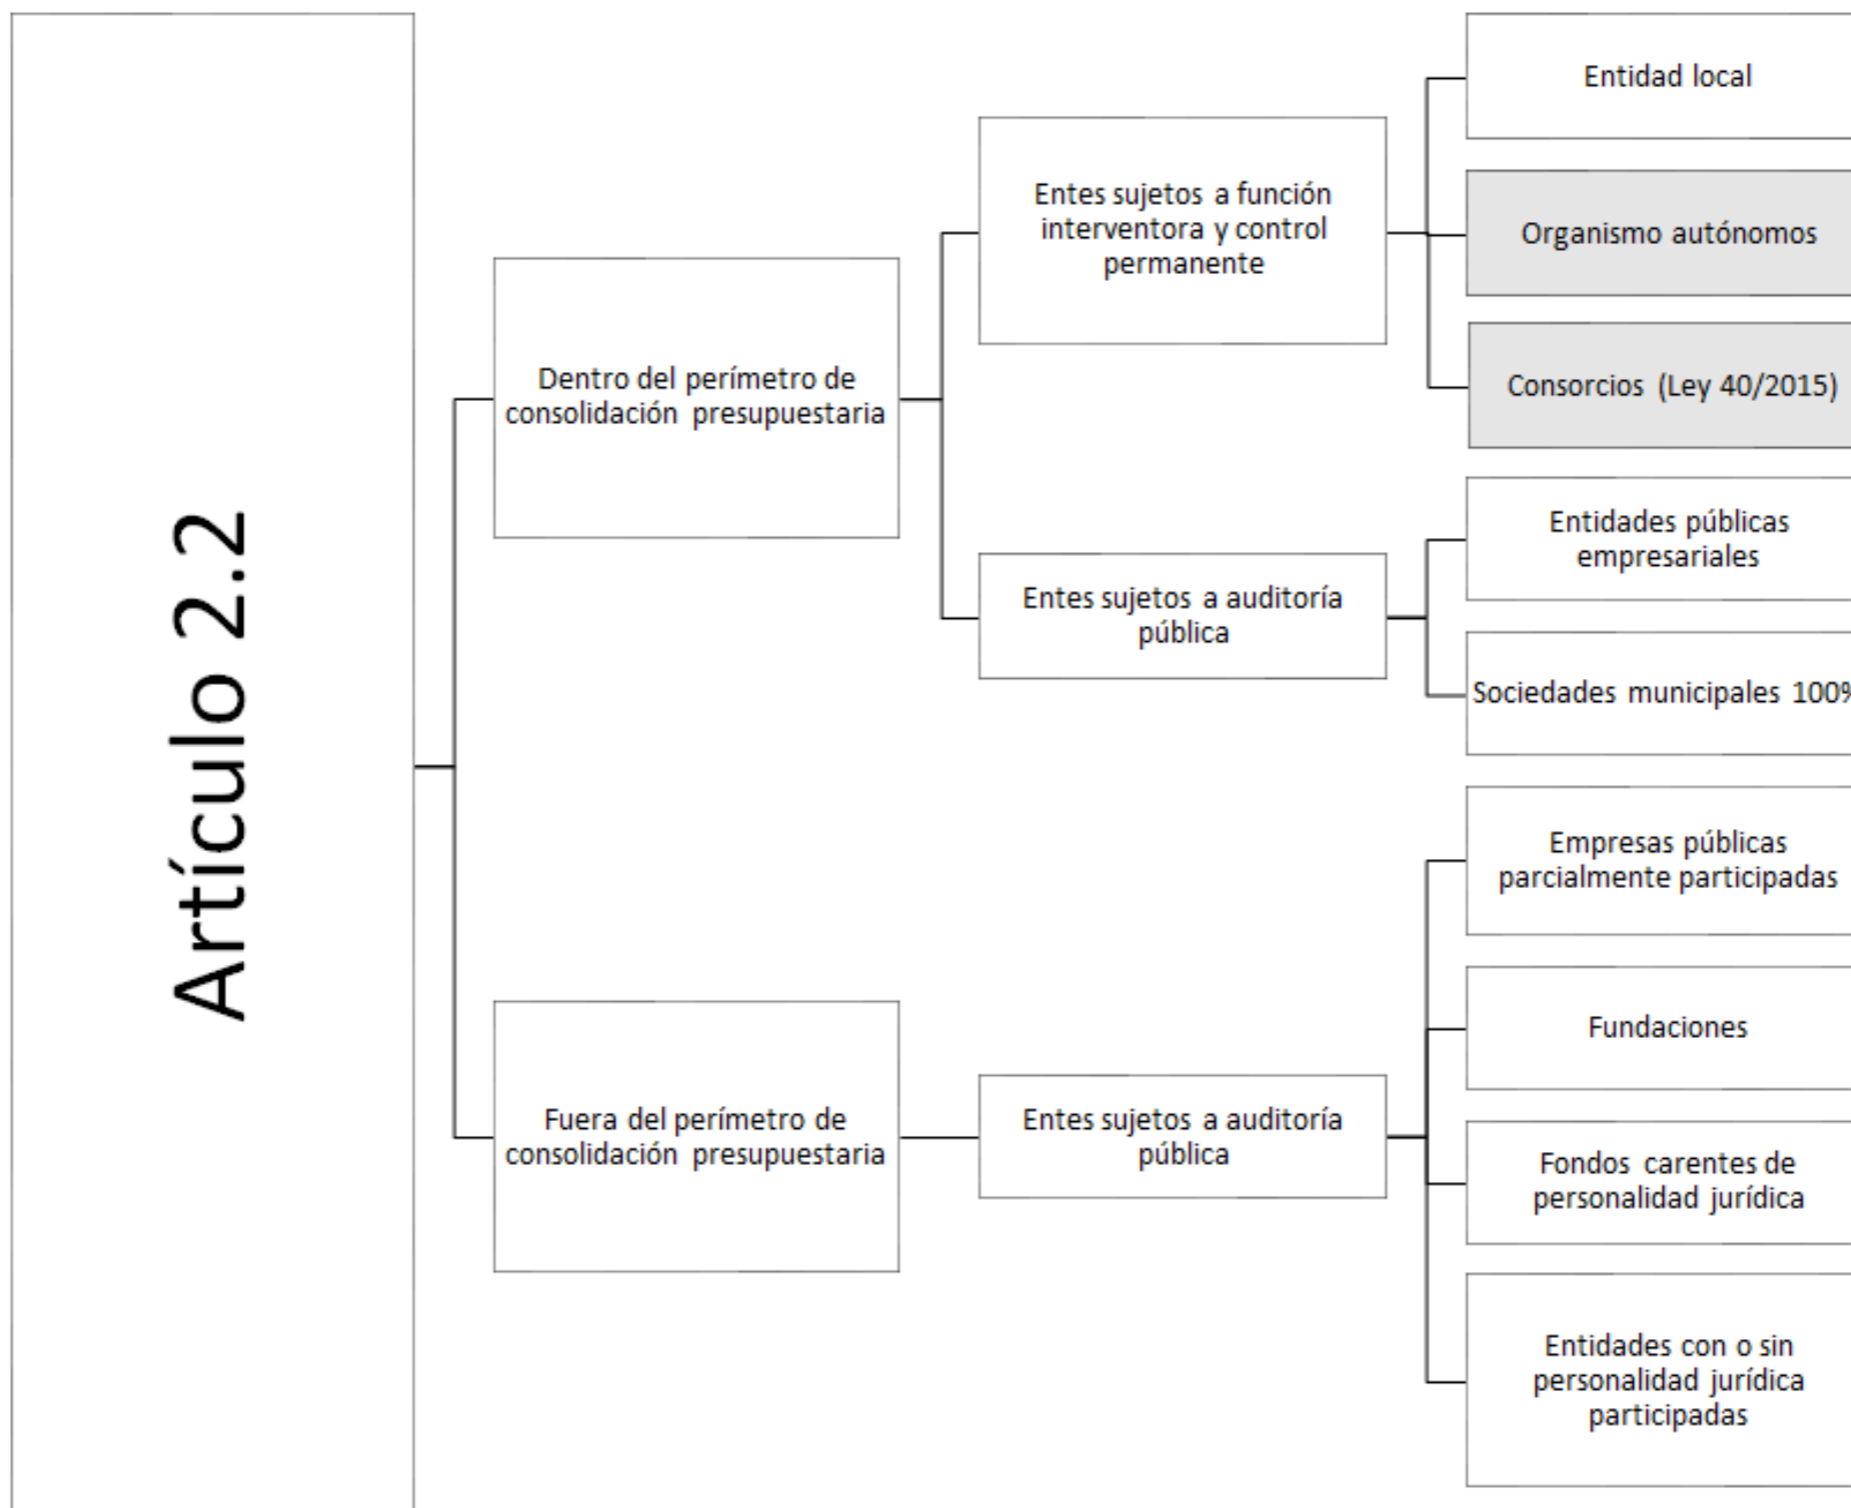 Artículo 2.2
Dentro del perímetro de
consolidación presupuestaria
Entes sujetos a función
interventora y control
permanente
Entidad local
Organismo autónomos
Consorcios (Ley 40/2015)
Entes sujetos a auditoría
pública
Entidades públicas
empresariales
Sociedades municipales 100%
Fuera del perímetro de
consolidación presupuestaria
Entes sujetos a auditoría
pública
Empresas públicas
parcialmente participadas
Fundaciones
Fondos carentes de
personalidad jurídica
Entidades con o sin
personalidad jurídica
participadas